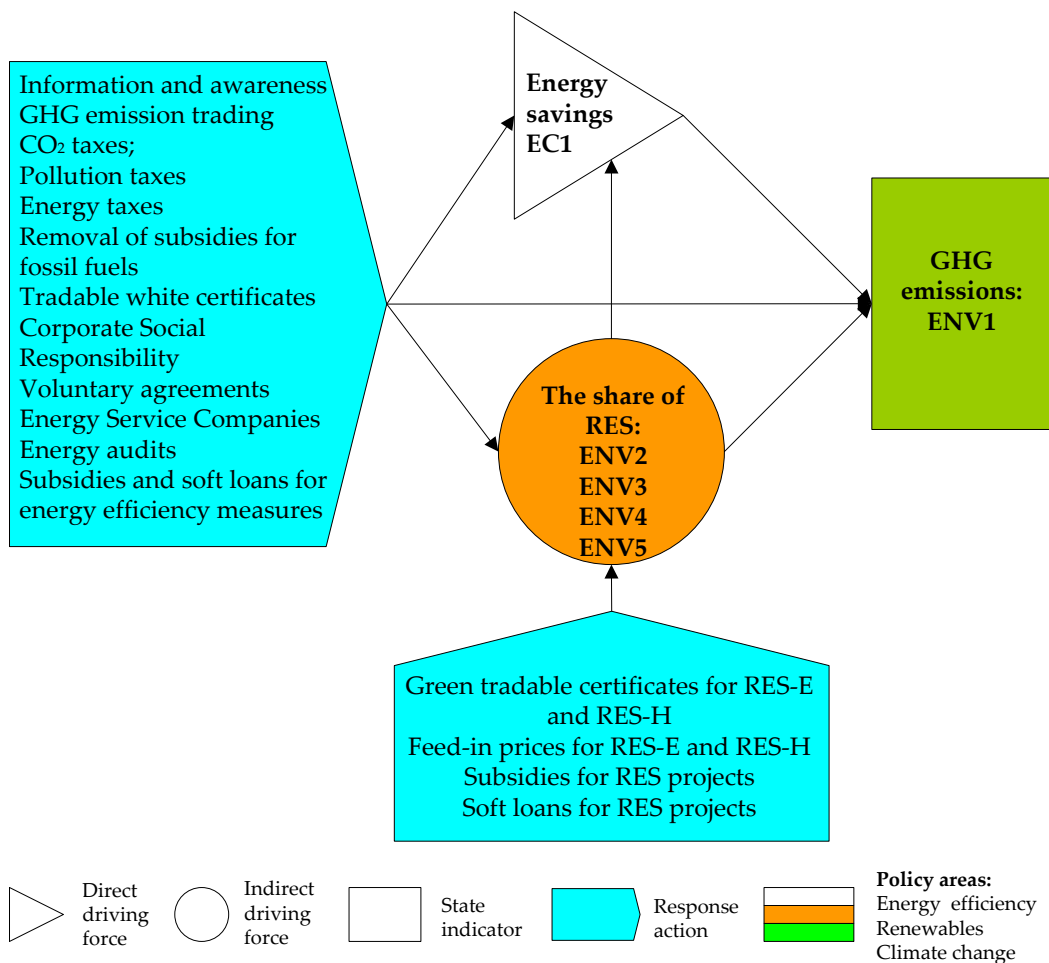 Information and awareness
GHG emission trading
CO₂ taxes;
Pollution taxes
Energy taxes
Removal of subsidies for
fossil fuels
Tradable white certificates
Corporate Social
Responsibility
Voluntary agreements
Energy Service Companies
Energy audits
Subsidies and soft loans for
energy efficiency measures
Energy
savings
EC1
GHG
emissions:
ENV1
The share of
RES:
ENV2
ENV3
ENV4
ENV5
Green tradable certificates for RES-E
and RES-H
Feed-in prices for RES-E and RES-H
Subsidies for RES projects
Soft loans for RES projects
Direct
driving
force
Indirect
driving
force
State
indicator
Response
action
Policy areas:
Energy efficiency
Renewables
Climate change